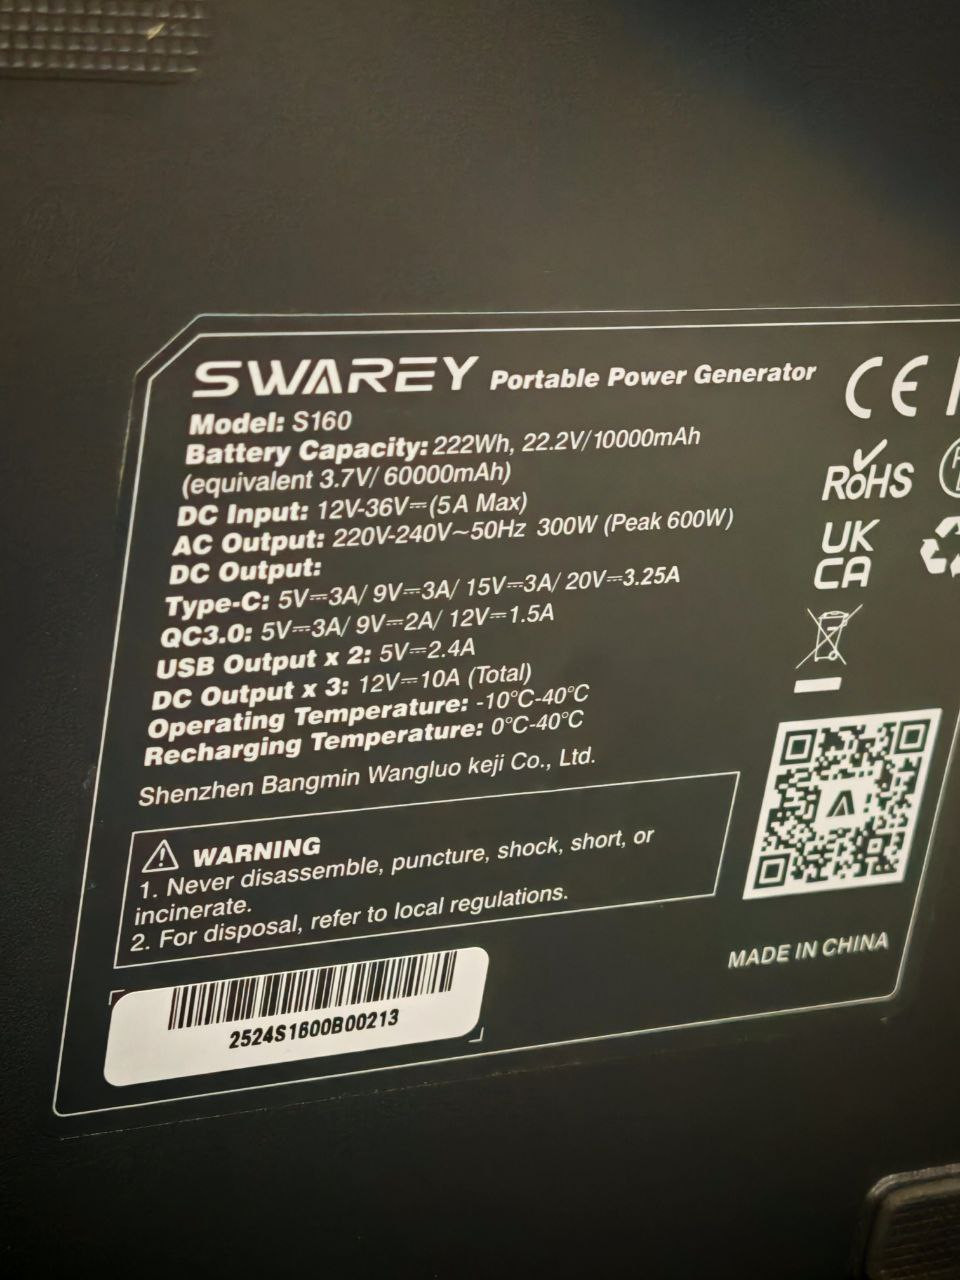 SWAREY Portable Power Generator
Model: S160
Battery Capacity: 222Wh, 22.2V/10000mAh
(equivalent 3.7V/ 60000mAh)
DC Input: 12V-36V⎓(5A Max)
AC Output: 220V-240V~50Hz 300W (Peak 600W)
DC Output:
Type-C: 5V⎓3A/ 9V⎓3A/ 15V⎓3A/ 20V⎓3.25A
QC3.0: 5V⎓3A/ 9V⎓2A/ 12V⎓1.5A
USB Output x 2: 5V⎓2.4A
DC Output x 3: 12V⎓10A (Total)
Operating Temperature: -10°C-40°C
Recharging Temperature: 0°C-40°C
Shenzhen Bangmin Wangluo keji Co., Ltd.
WARNING
1. Never disassemble, puncture, shock, short, or
incinerate.
2. For disposal, refer to local regulations.
2524S1600B00213
CE
RoHS
UK
CA
MADE IN CHINA